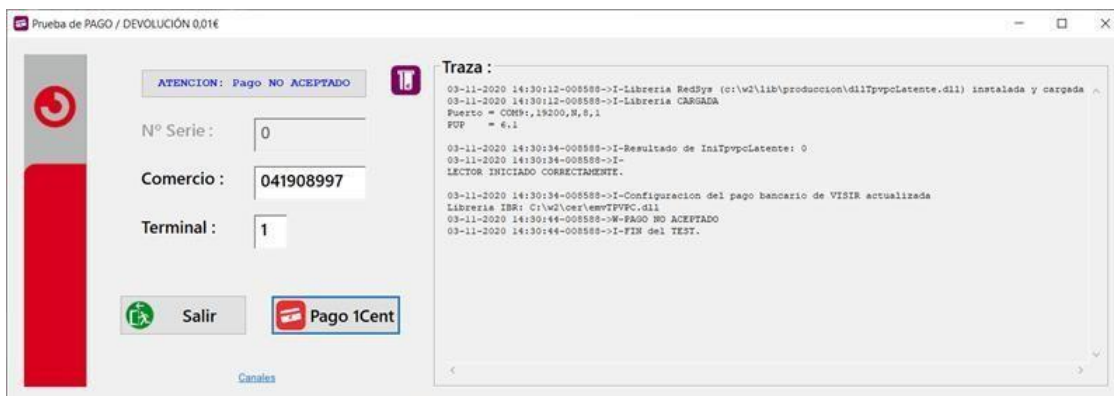 Prueba de PAGO / DEVOLUCIÓN 0,01€
ATENCION: Pago NO ACEPTADO
Nº Serie :
0
Comercio :
041908997
Terminal :
1
Salir
Pago 1Cent
Canales
Traza :
03-11-2020 14:30:12-008588->I-Libreria RedSys (c:\w2\lib\produccion\dllTpvpcLatente.dll) instalada y cargada
03-11-2020 14:30:12-008588->I-Libreria CARGADA
Puerto = COM9:,19200,N,8,1
PUP    = 6.1
03-11-2020 14:30:34-008588->I-Resultado de IniTpvpcLatente: 0
03-11-2020 14:30:34-008588->I-
LECTOR INICIADO CORRECTAMENTE.
03-11-2020 14:30:34-008588->I-Configuracion del pago bancario de VISIR actualizada
Libreria IBR: C:\w2\cer\emvTPVPC.dll
03-11-2020 14:30:44-008588->W-PAGO NO ACEPTADO
03-11-2020 14:30:44-008588->I-FIN del TEST.